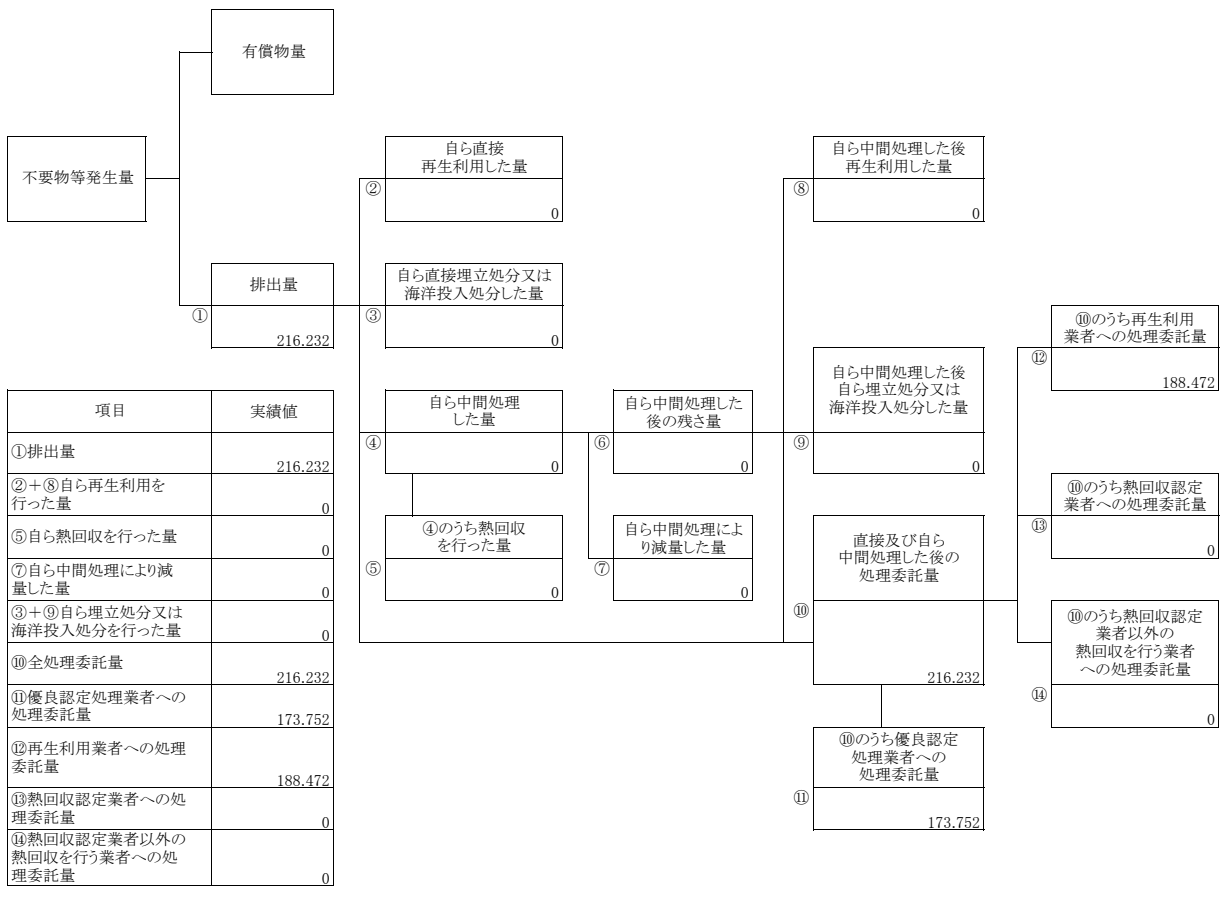 有償物量
不要物等発生量
自ら直接
再生利用した量
②
0
自ら中間処理した後
再生利用した量
⑧
0
排出量
①
216.232
自ら直接埋立処分又は
海洋投入処分した量
③
0
⑩のうち再生利用
業者への処理委託量
⑫
188.472
自ら中間処理した後
自ら埋立処分又は
海洋投入処分した量
⑨
0
自ら中間処理
した量
④
0
自ら中間処理した
後の残さ量
⑥
0
⑩のうち熱回収認定
業者への処理委託量
⑬
0
④のうち熱回収
を行った量
⑤
0
自ら中間処理によ
り減量した量
⑦
0
直接及び自ら
中間処理した後の
処理委託量
⑩
216.232
⑩のうち熱回収認定
業者以外の
熱回収を行う業者
への処理委託量
⑭
0
⑩のうち優良認定
処理業者への
処理委託量
⑪
173.752
項目 実績値
①排出量
216.232
②＋⑧自ら再生利用を
行った量
0
⑤自ら熱回収を行った量
0
⑦自ら中間処理により減
量した量
0
③＋⑨自ら埋立処分又は
海洋投入処分を行った量
0
⑩全処理委託量
216.232
⑪優良認定処理業者への
処理委託量
173.752
⑫再生利用業者への処理
委託量
188.472
⑬熱回収認定業者への処
理委託量
0
⑭熱回収認定業者以外の
熱回収を行う業者への処
理委託量
0